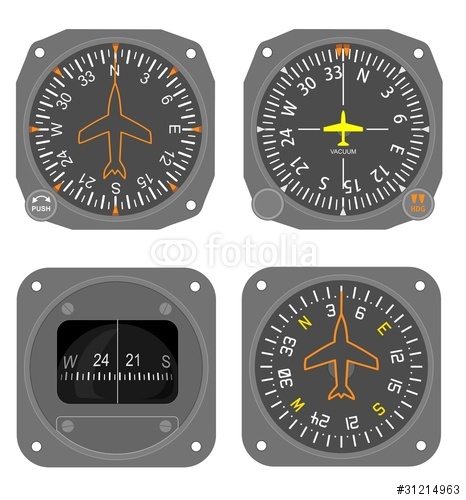 N 3 6 E 12 15 S 21 24 W 30 33
PUSH
33 N 3 6 E 12 15 S 21 24 W 30
VACUUM
HDG
fotolia
W 24 21 S
N 3 6 E 12 15 S 21 24 W 30 33
#31214963